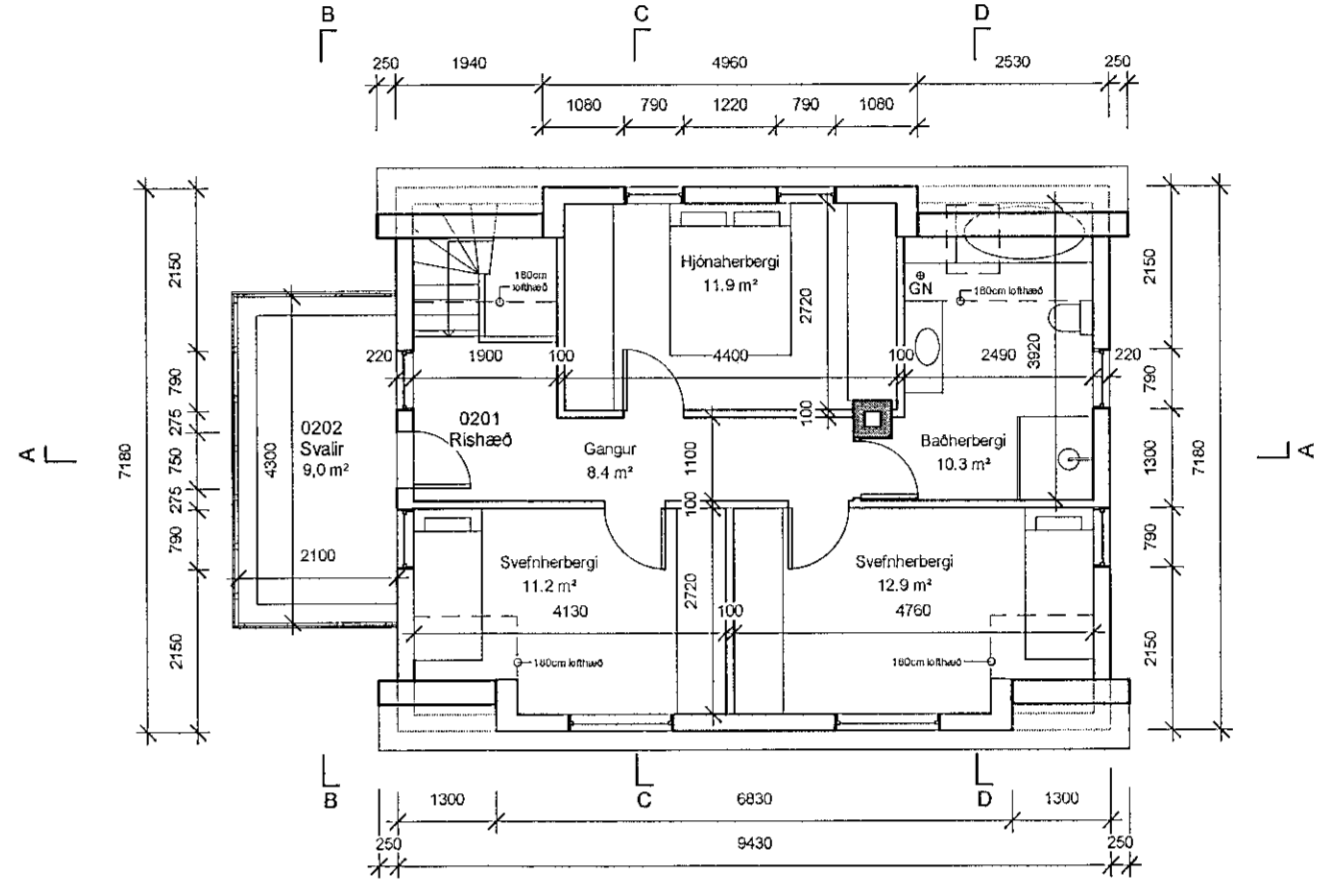 B
C
D
250
1940
4960
2530
250
1080
790
1220
790
1080
Hjónaherbergi
11.9 m²
180cm
lofthæð
GN
180cm lofthæð
2150
2720
2150
220
1900
100
4400
100
2490
3920
220
790
790
7180
0202
Svalir
9,0 m²
4300
0201
Rishæð
Gangur
8.4 m²
1100
100
Baðherbergi
10.3 m²
275
750
275
1300
7180
A
A
790
2100
100
790
Svefnherbergi
11.2 m²
4130
2720
100
Svefnherbergi
12.9 m²
4760
2150
180cm lofthæð
180cm lofthæð
2150
B
C
D
1300
6830
1300
250
9430
250